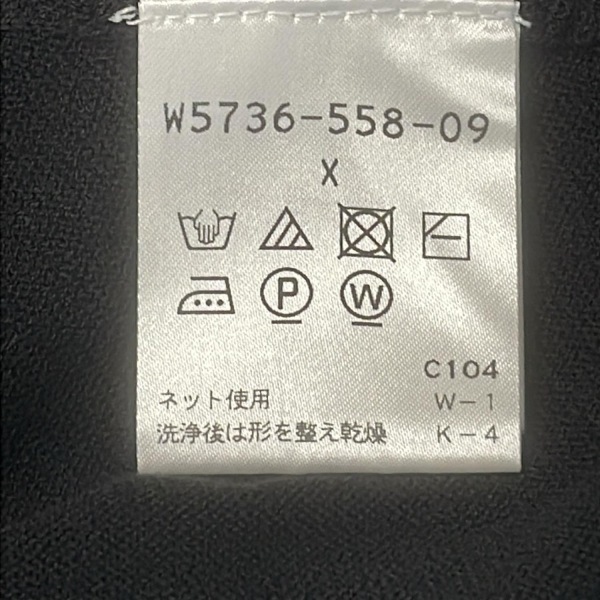 W5736-558-09
X
P W
C104
ネット使用 W-1
洗浄後は形を整え乾燥 K-4